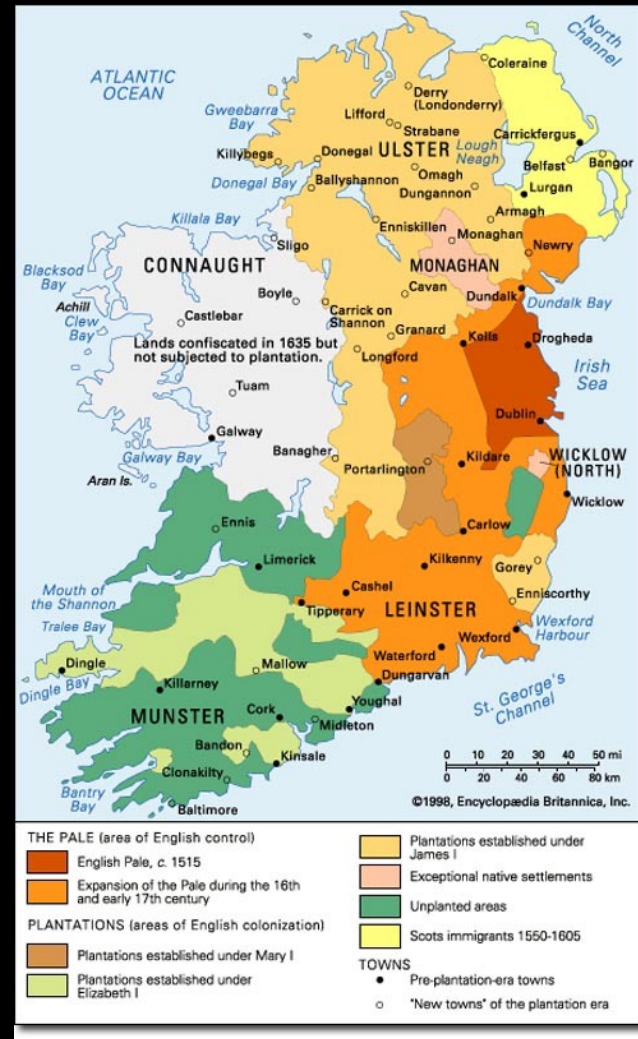 North
Channel
Coleraine
ATLANTIC
OCEAN
Derry
(Londonderry)
Gweebarra
Bay
Lifford
Strabane
Carrickfergus
ULSTER
Lough
Neagh
Killybegs
Donegal
Belfast
Bangor
Omagh
Donegal Bay
Ballyshannon
Dungannon
Lurgan
Killala Bay
Armagh
Enniskillen
Monaghan
Sligo
Newry
CONNAUGHT
MONAGHAN
Blacksod
Bay
Boyle
Cavan
Dundalk
Dundalk Bay
Achill
Clew
Bay
Castlebar
Carrick on
Shannon
Granard
Lands confiscated in 1635 but
not subjected to plantation.
Kells
Drogheda
Longford
Irish
Sea
Tuam
Dublin
Galway
Galway Bay
Banagher
Portarlington
Kildare
WICKLOW
(NORTH)
Aran Is.
Wicklow
Ennis
Carlow
Limerick
Kilkenny
Gorey
Mouth of
the Shannon
Cashel
Enniscorthy
Tipperary
LEINSTER
Tralee Bay
Wexford
Wexford
Harbour
Dingle
Waterford
Mallow
Dungarvan
Dingle Bay
Killarney
St. George's
Channel
Youghal
MUNSTER
Cork
Midleton
Bandon
Kinsale
0 10 20 30 40 50 mi
0 20 40 60 80 km
Clonakilty
Bantry
Bay
Baltimore
©1998, Encyclopædia Britannica, Inc.
THE PALE (area of English control)
English Pale, c. 1515
Expansion of the Pale during the 16th
and early 17th century
PLANTATIONS (areas of English colonization)
Plantations established under Mary I
Plantations established under
Elizabeth I
Plantations established under
James I
Exceptional native settlements
Unplanted areas
Scots immigrants 1550-1605
TOWNS
Pre-plantation-era towns
"New towns" of the plantation era